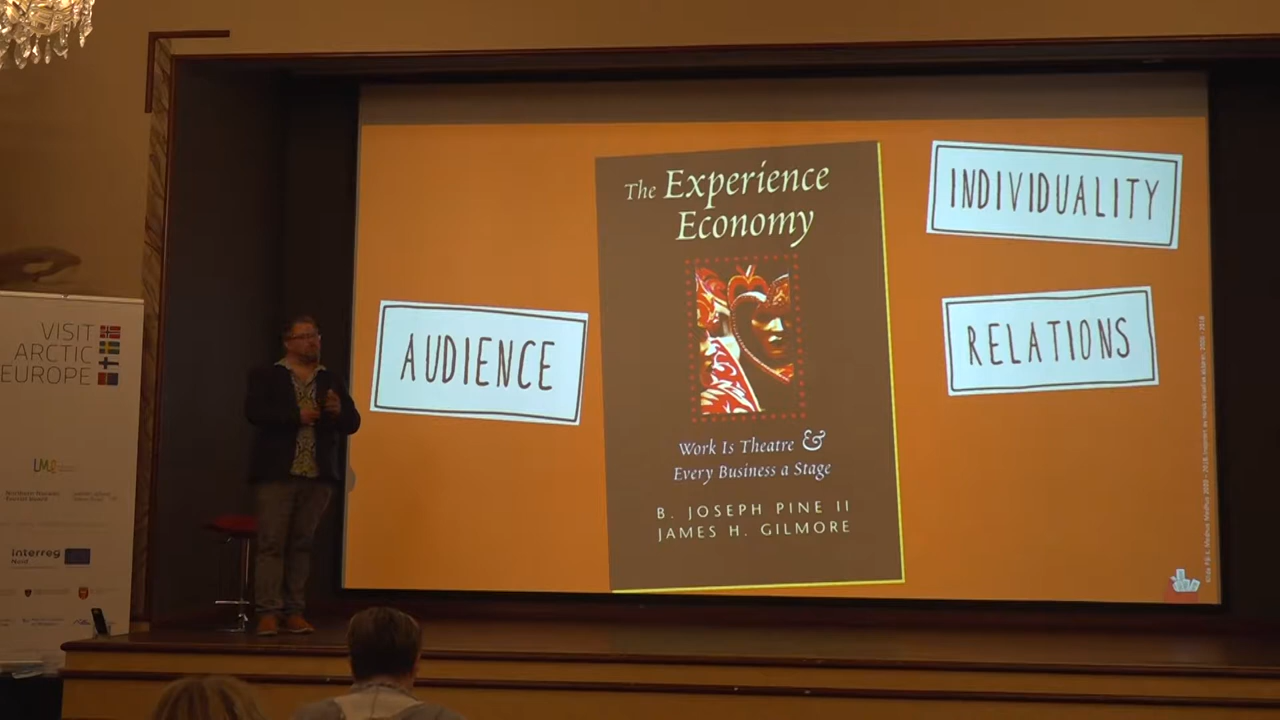 VISIT
ARCTIC
EUROPE
interreg
Nord
AUDIENCE
The Experience
Economy
Work Is Theatre &
Every Business a Stage
B. JOSEPH PINE II
JAMES H. GILMORE
INDIVIDUALITY
RELATIONS